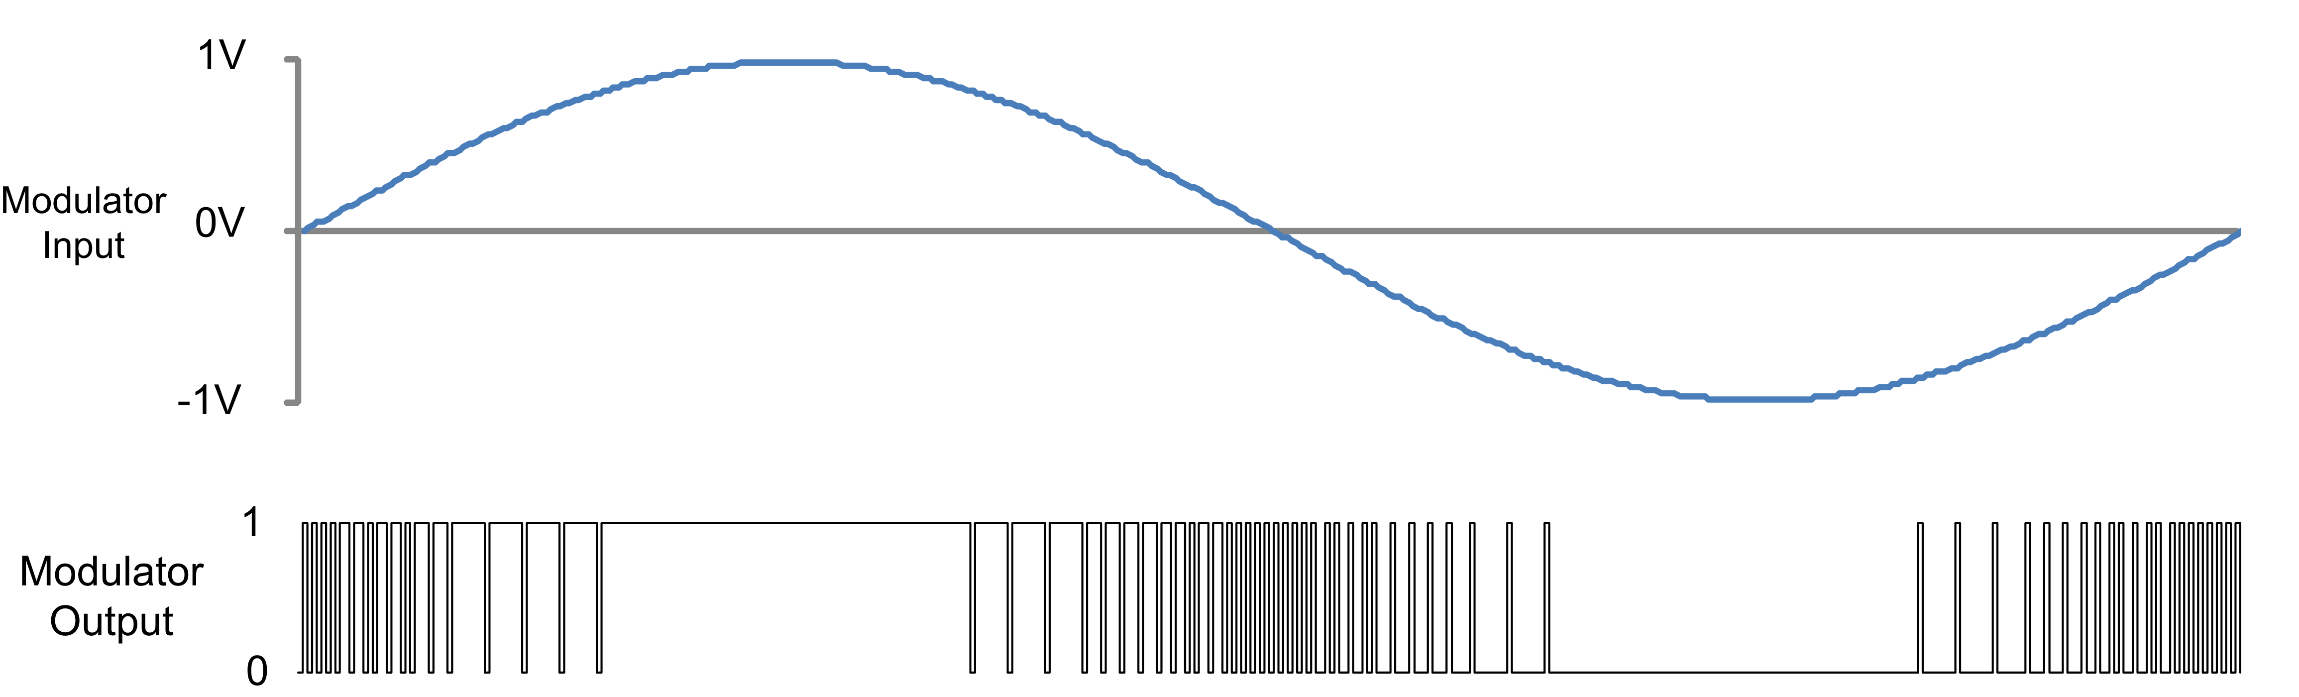 1V
Modulator
Input
0V
-1V
1
Modulator
Output
0